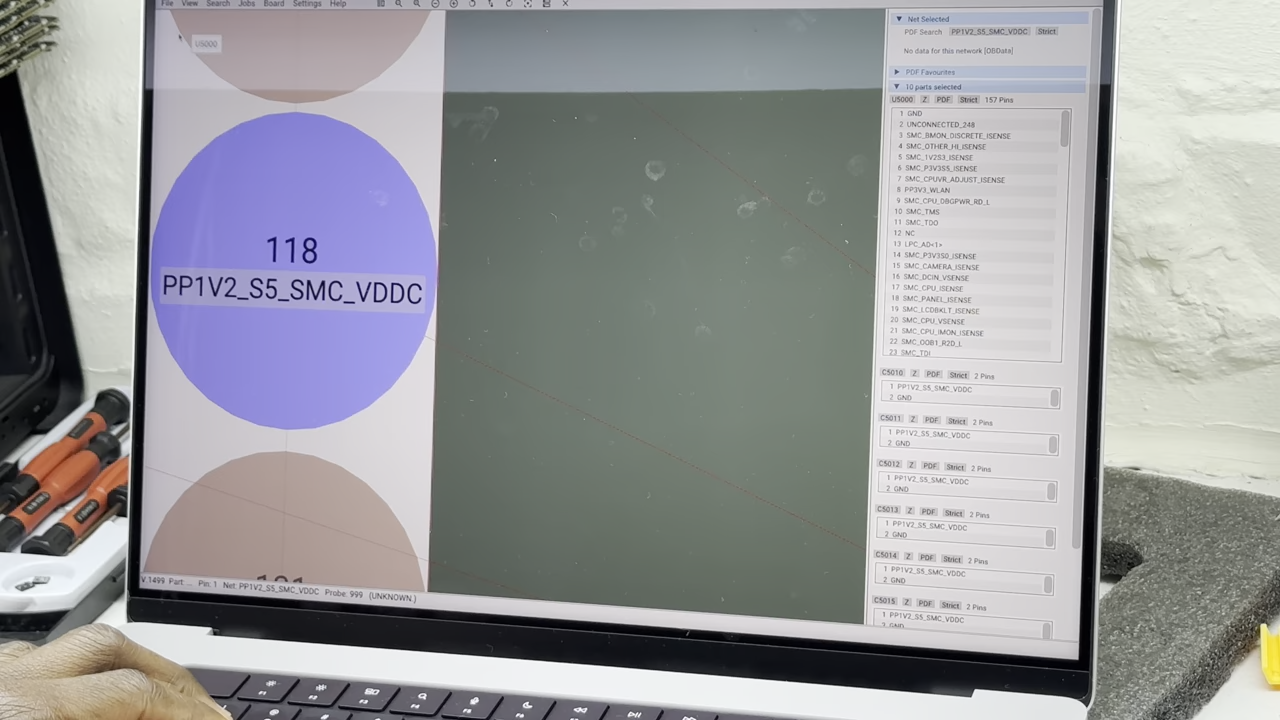 File View Search Jobs Board Settings Help
U5000
118
PP1V2_S5_SMC_VDDC
V.1499 Part... Pin: 1 Net: PP1V2_S5_SMC_VDDC Probe: 999 (UNKNOWN.)
Net Selected
PDF Search PP1V2_S5_SMC_VDDC Strict
No data for this network [OBData]
PDF Favourites
10 parts selected
U5000 Z PDF Strict 157 Pins
1 GND
2 UNCONNECTED_248
3 SMC_BMON_DISCRETE_ISENSE
4 SMC_OTHER_HI_ISENSE
5 SMC_1V2S3_ISENSE
6 SMC_P3V3S5_ISENSE
7 SMC_CPUVR_ADJUST_ISENSE
8 PP3V3_WLAN
9 SMC_CPU_DBGPWR_RD_L
10 SMC_TMS
11 SMC_TDO
12 NC
13 LPC_AD<1>
14 SMC_P3V3S0_ISENSE
15 SMC_CAMERA_ISENSE
16 SMC_DCIN_VSENSE
17 SMC_CPU_ISENSE
18 SMC_PANEL_ISENSE
19 SMC_LCDBKLT_ISENSE
20 SMC_CPU_VSENSE
21 SMC_CPU_IMON_ISENSE
22 SMC_OOB1_R2D_L
23 SMC_TDI
C5010 Z PDF Strict 2 Pins
1 PP1V2_S5_SMC_VDDC
2 GND
C5011 Z PDF Strict 2 Pins
1 PP1V2_S5_SMC_VDDC
2 GND
C5012 Z PDF Strict 2 Pins
1 PP1V2_S5_SMC_VDDC
2 GND
C5013 Z PDF Strict 2 Pins
1 PP1V2_S5_SMC_VDDC
2 GND
C5014 Z PDF Strict 2 Pins
1 PP1V2_S5_SMC_VDDC
2 GND
C5015 Z PDF Strict 2 Pins
1 PP1V2_S5_SMC_VDDC
2 GND